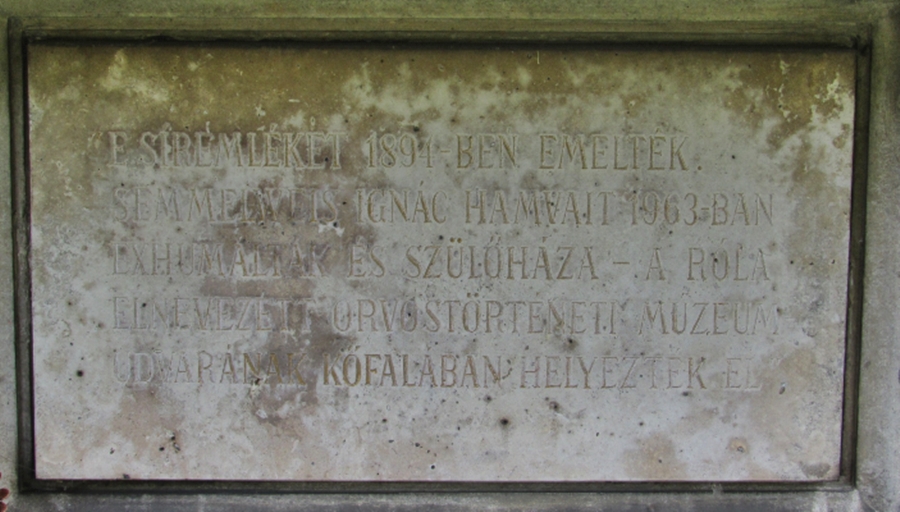 E SIREMLÉKET 1894-BEN EMELTÉK.
SEMMELWEIS IGNÁC HAMVAIT 1963-BAN
EXHUMÁLTÁK ÉS SZÜLŐHÁZA – A RÓLA
ELNEVEZETT ORVOSTÖRTÉNETI MÚZEUM
UDVARÁNAK KŐFALÁBAN HELYEZTÉK EL